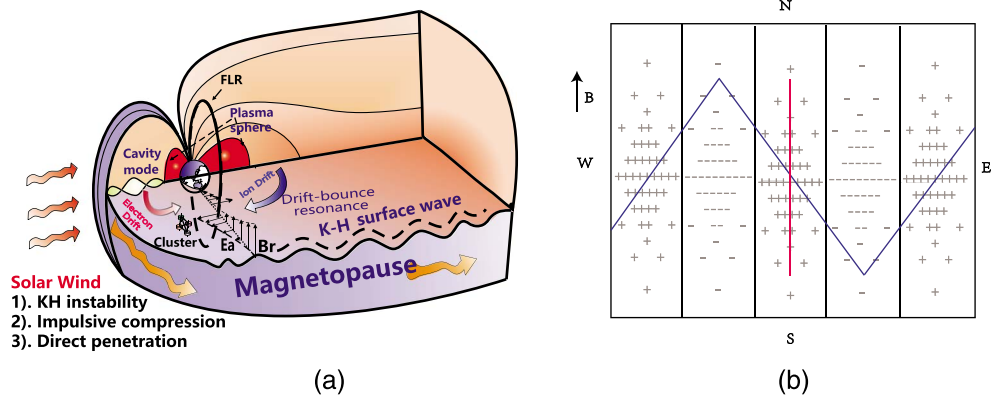 FLR
Plasma
sphere
Cavity
mode
Ion Drift
Drift-bounce
resonance
Electron
Drift
K-H surface wave
Cluster
Ea
Br
Magnetopause
Solar Wind
1). KH instability
2). Impulsive compression
3). Direct penetration
(a)
N
B
W
E
S
(b)